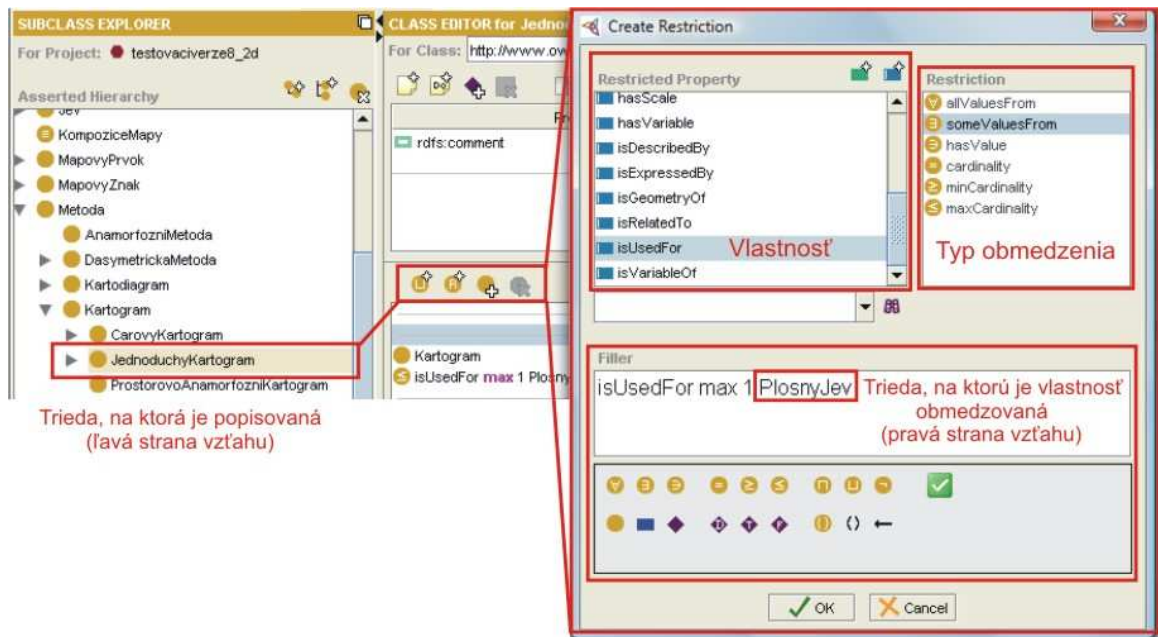 SUBCLASS EXPLORER
For Project: testovaciverze8_2d
Asserted Hierarchy
Jev
KompoziceMapy
MapovyPrvok
MapovyZnak
Metoda
AnamorfozniMetoda
DasymetrickaMetoda
Kartodiagram
Kartogram
CarovyKartogram
JednoduchyKartogram
ProstorovoAnamorfozniKartogram
Trieda, na ktorá je popisovaná
(ľavá strana vzťahu)
CLASS EDITOR for Jedno
For Class: http://www.ow
rdfs:comment
Kartogram
isUsedFor max 1 Plosny
Create Restriction
Restricted Property
hasScale
hasVariable
isDescribedBy
isExpressedBy
isGeometryOf
isRelatedTo
isUsedFor
isVariableOf
Vlastnosť
Restriction
allValuesFrom
someValuesFrom
hasValue
cardinality
minCardinality
maxCardinality
Typ obmedzenia
Filler
isUsedFor max 1 PlosnyJev
Trieda, na ktorú je vlastnosť
obmedzovaná
(pravá strana vzťahu)
OK
Cancel